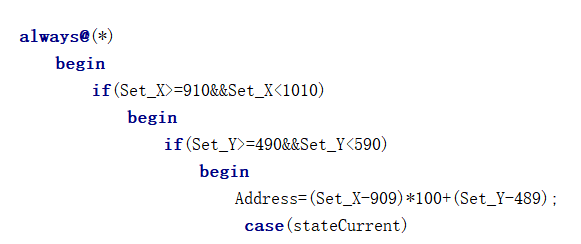 always@(*)
begin
if(Set_X>=910&&Set_X<1010)
begin
if(Set_Y>=490&&Set_Y<590)
begin
Address=(Set_X-909)*100+(Set_Y-489);
case(stateCurrent)